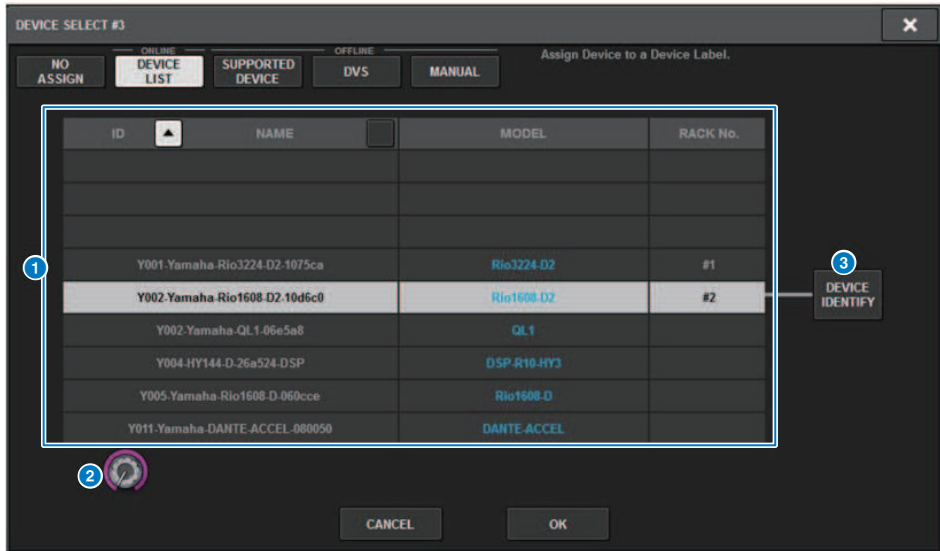 DEVICE SELECT #3
×
ONLINE
OFFLINE
NO ASSIGN
DEVICE LIST
SUPPORTED DEVICE
DVS
MANUAL
Assign Device to a Device Label.
ID ▲ NAME MODEL RACK No.
1
Y001-Yamaha-Rio3224-D2-1075ca Rio3224-D2 #1
Y002-Yamaha-Rio1608-D2-10d6c0 Rio1608-D2 #2
3
DEVICE IDENTIFY
Y002-Yamaha-QL1-06e5a8 QL1
Y004-HY144-D-26a524-DSP DSP-R10-HY3
Y005-Yamaha-Rio1608-D-060cce Rio1608-D
Y011-Yamaha-DANTE-ACCEL-080050 DANTE-ACCEL
2
CANCEL OK